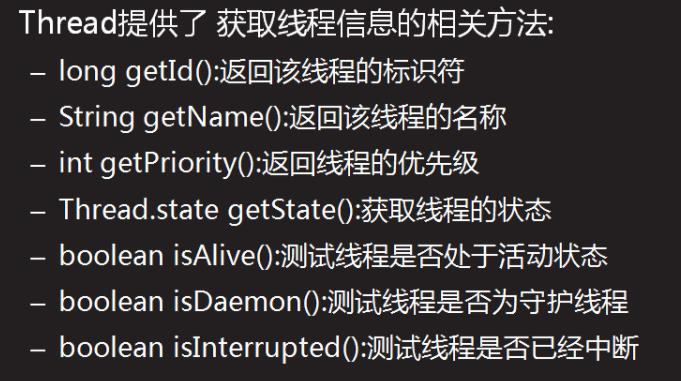 Thread提供了 获取线程信息的相关方法:
– long getId():返回该线程的标识符
– String getName():返回该线程的名称
– int getPriority():返回线程的优先级
– Thread.state getState():获取线程的状态
– boolean isAlive():测试线程是否处于活动状态
– boolean isDaemon():测试线程是否为守护线程
– boolean isInterrupted():测试线程是否已经中断